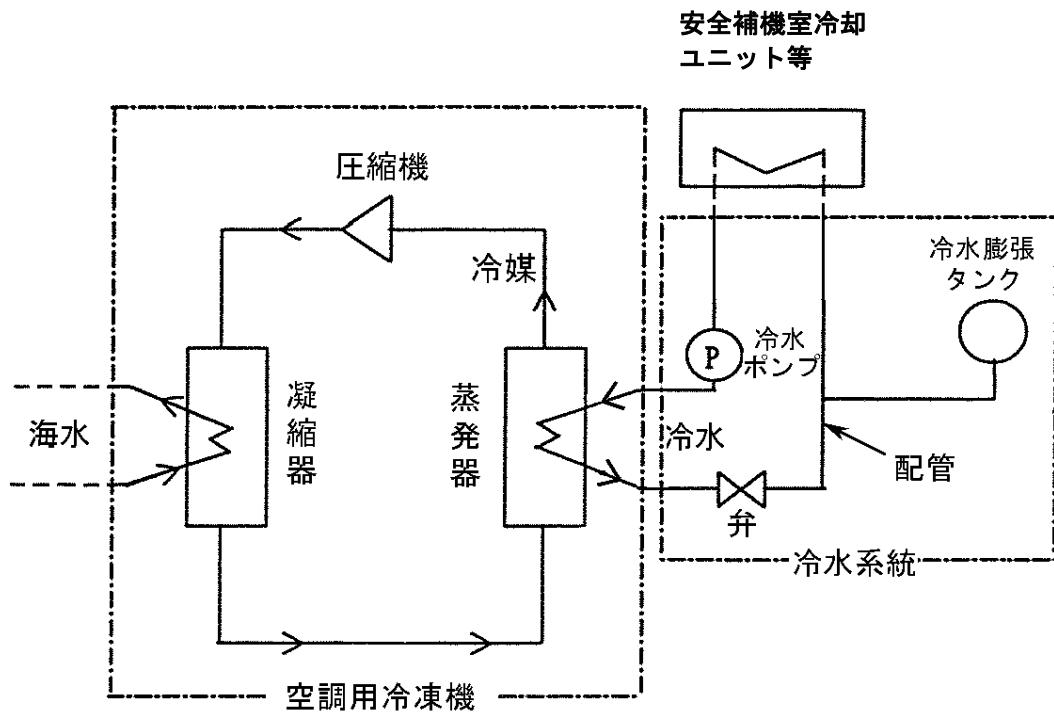 安全補機室冷却
ユニット等
圧縮機
冷媒
冷水膨張
タンク
P
冷水
ポンプ
海水
凝縮器
蒸発器
冷水
配管
弁
冷水系統
空調用冷凍機